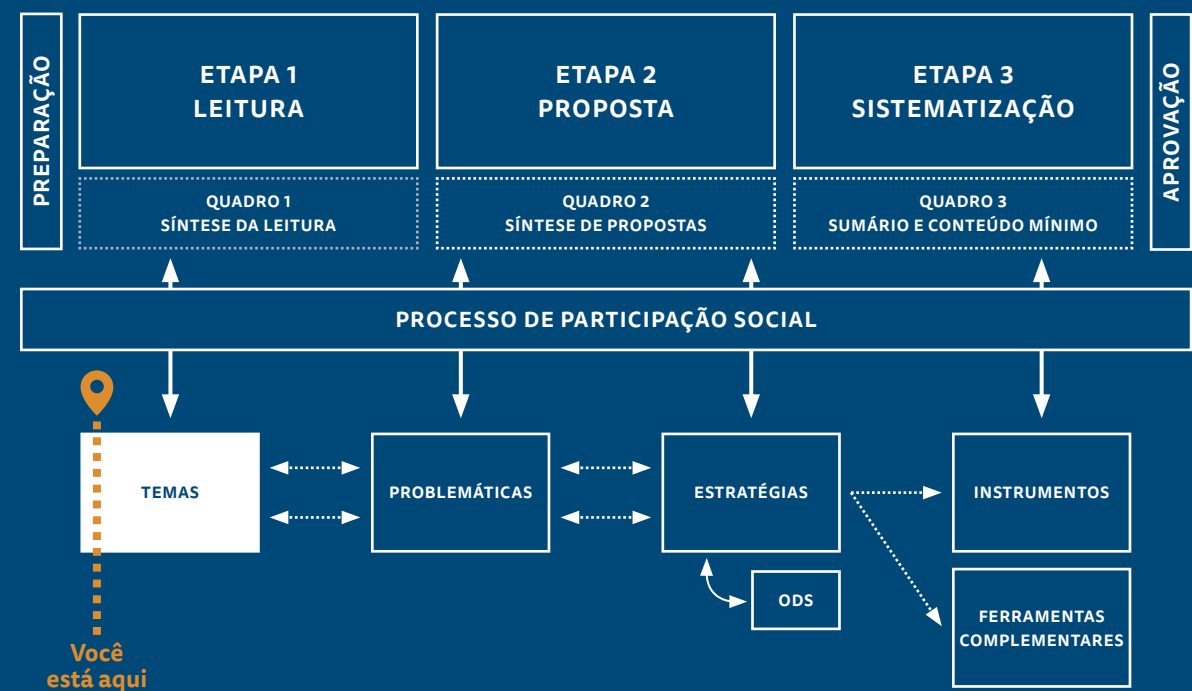 PREPARAÇÃO
ETAPA 1
LEITURA
ETAPA 2
PROPOSTA
ETAPA 3
SISTEMATIZAÇÃO
APROVAÇÃO
QUADRO 1
SÍNTESE DA LEITURA
QUADRO 2
SÍNTESE DE PROPOSTAS
QUADRO 3
SUMÁRIO E CONTEÚDO MÍNIMO
PROCESSO DE PARTICIPAÇÃO SOCIAL
TEMAS
PROBLEMÁTICAS
ESTRATÉGIAS
INSTRUMENTOS
ODS
FERRAMENTAS
COMPLEMENTARES
Você
está aqui